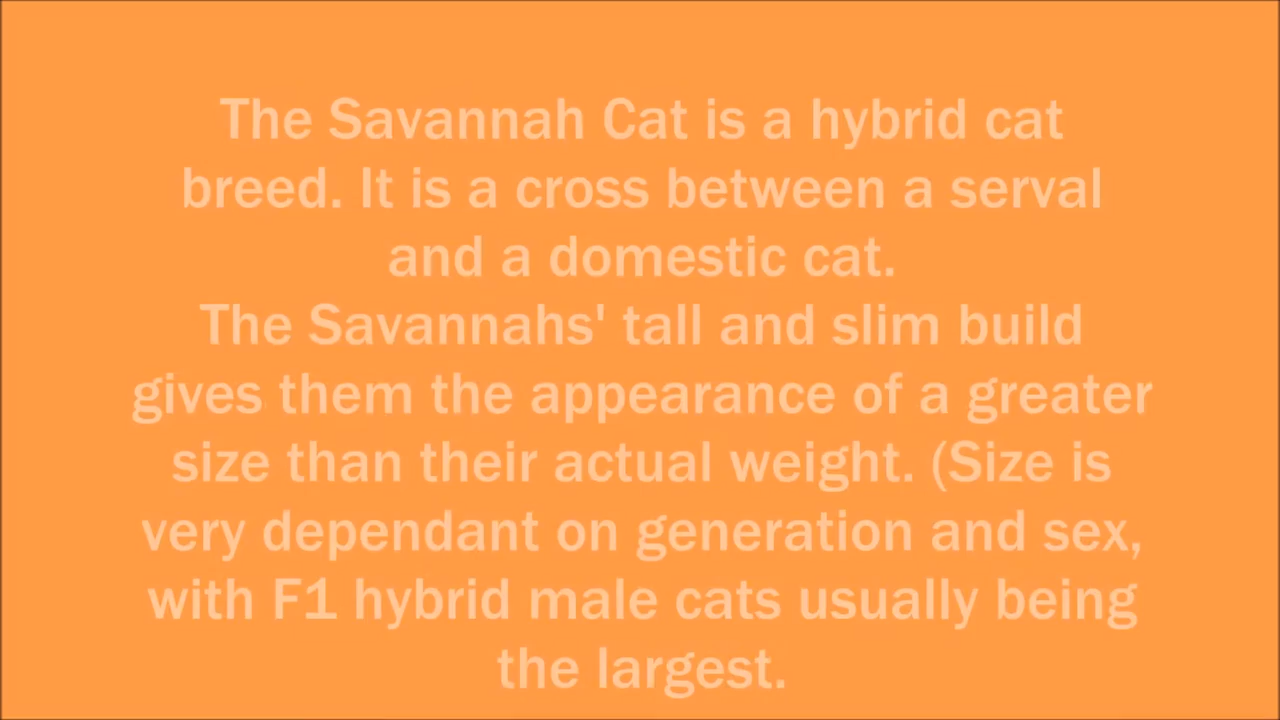 The Savannah Cat is a hybrid cat
breed. It is a cross between a serval
and a domestic cat.
The Savannahs' tall and slim build
gives them the appearance of a greater
size than their actual weight. (Size is
very dependant on generation and sex,
with F1 hybrid male cats usually being
the largest.